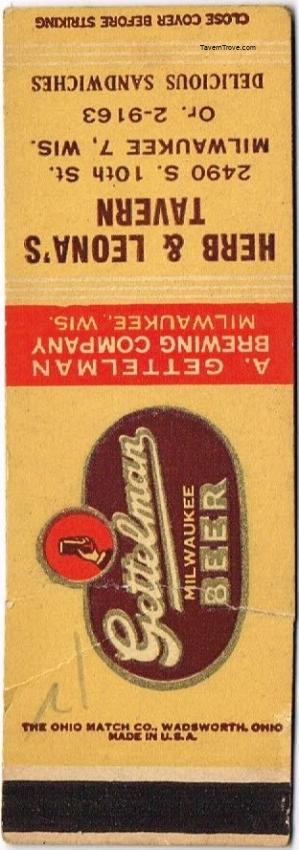 CLOSE COVER BEFORE STRIKING
TavernTrove.com
HERB & LEONA'S
TAVERN
2490 S. 10th St.
MILWAUKEE 7, WIS.
Or. 2-9163
DELICIOUS SANDWICHES
A. GETTELMAN
BREWING COMPANY
MILWAUKEE, WIS.
Gettelman
MILWAUKEE
BEER
THE OHIO MATCH CO., WADSWORTH, OHIO
MADE IN U.S.A.